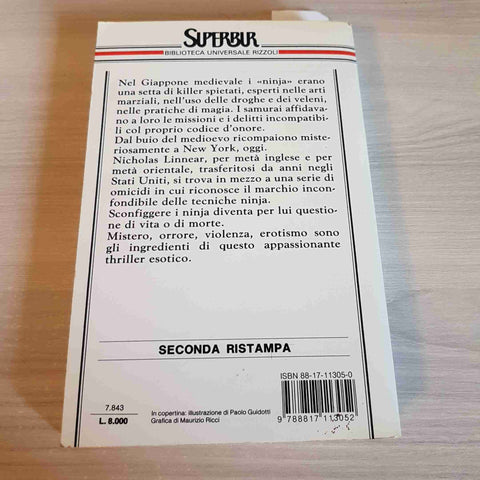 SUPERBUR
BIBLIOTECA UNIVERSALE RIZZOLI
Nel Giappone medievale i «ninja» erano
una setta di killer spietati, esperti nelle arti
marziali, nell'uso delle droghe e dei veleni,
nelle pratiche di magia. I samurai affidava-
no a loro le missioni e i delitti incompatibi-
li col proprio codice d'onore.
Dal buio del medioevo ricompaiono miste-
riosamente a New York, oggi.
Nicholas Linnear, per metà inglese e per
metà orientale, trasferitosi da anni negli
Stati Uniti, si trova in mezzo a una serie di
omicidi in cui riconosce il marchio incon-
fondibile delle tecniche ninja.
Sconfiggere i ninja diventa per lui questio-
ne di vita o di morte.
Mistero, orrore, violenza, erotismo sono
gli ingredienti di questo appassionante
thriller esotico.
SECONDA RISTAMPA
ISBN 88-17-11305-0
7.843
L. 8.000
In copertina: illustrazione di Paolo Guidotti
Grafica di Maurizio Ricci
9 788817 113052